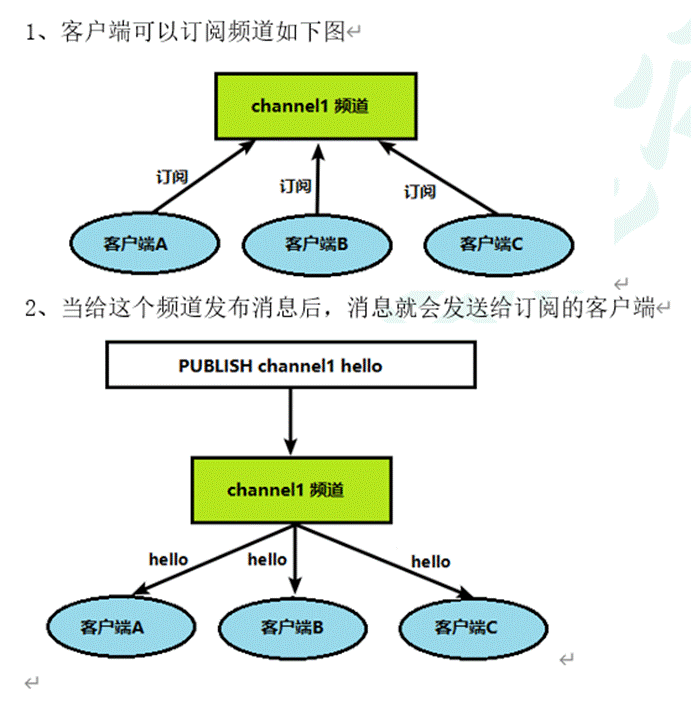 1、客户端可以订阅频道如下图
channel1 频道
订阅
订阅
订阅
客户端A
客户端B
客户端C
2、当给这个频道发布消息后，消息就会发送给订阅的客户端
PUBLISH channel1 hello
channel1 频道
hello
hello
hello
客户端A
客户端B
客户端C